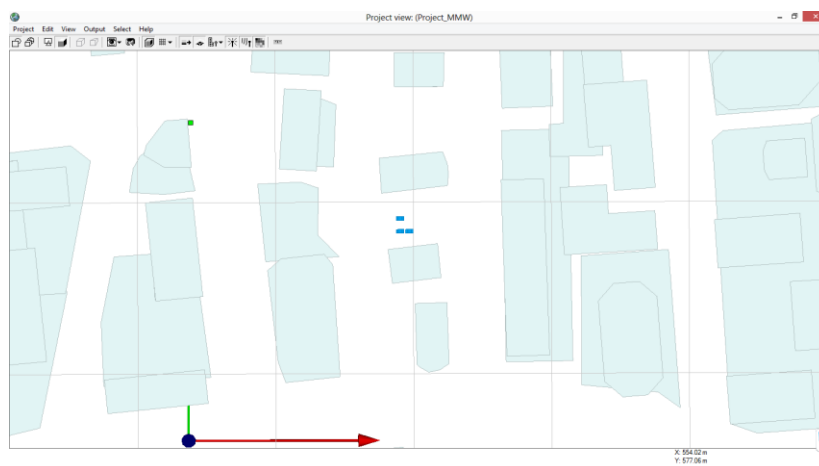 Project view: (Project_MMW)
Project Edit View Output Select Help
X: 554.02 m
Y: 577.06 m